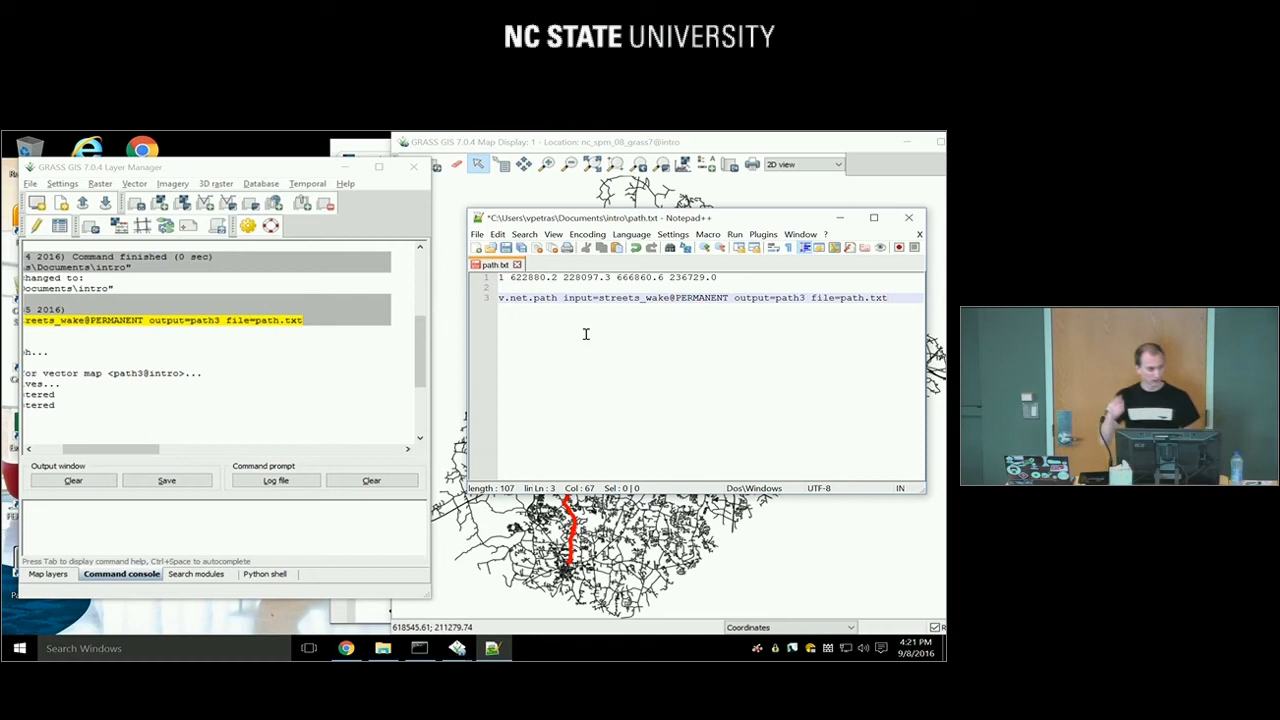 NC STATE UNIVERSITY
GRASS GIS 7.0.4 Map Display: 1 - Location: nc_spm_08_grass7@intro
2D view
GRASS GIS 7.0.4 Layer Manager
File Settings Raster Vector Imagery 3D raster Database Temporal Help
2016) Command finished (0 sec)
s\Documents\intro"
hanged to:
ocuments\intro"
2016)
reets_wake@PERMANENT output=path3 file=path.txt
h...
or vector map <path3@intro>...
ves...
tered
tered
Output window
Command prompt
Clear
Save
Log file
Clear
Press Tab to display command help, Ctrl+Space to autocomplete
Map layers
Command console
Search modules
Python shell
*C:\Users\vpetras\Documents\intro\path.txt - Notepad++
File Edit Search View Encoding Language Settings Macro Run Plugins Window ? X
path.txt
1 1 622880.2 228097.3 666860.6 236729.0
2
3 v.net.path input=streets_wake@PERMANENT output=path3 file=path.txt
length : 107 lin Ln : 3 Col : 67 Sel : 0 | 0 Dos\Windows UTF-8 IN
618545.61; 211279.74
Coordinates
Search Windows
4:21 PM
9/8/2016